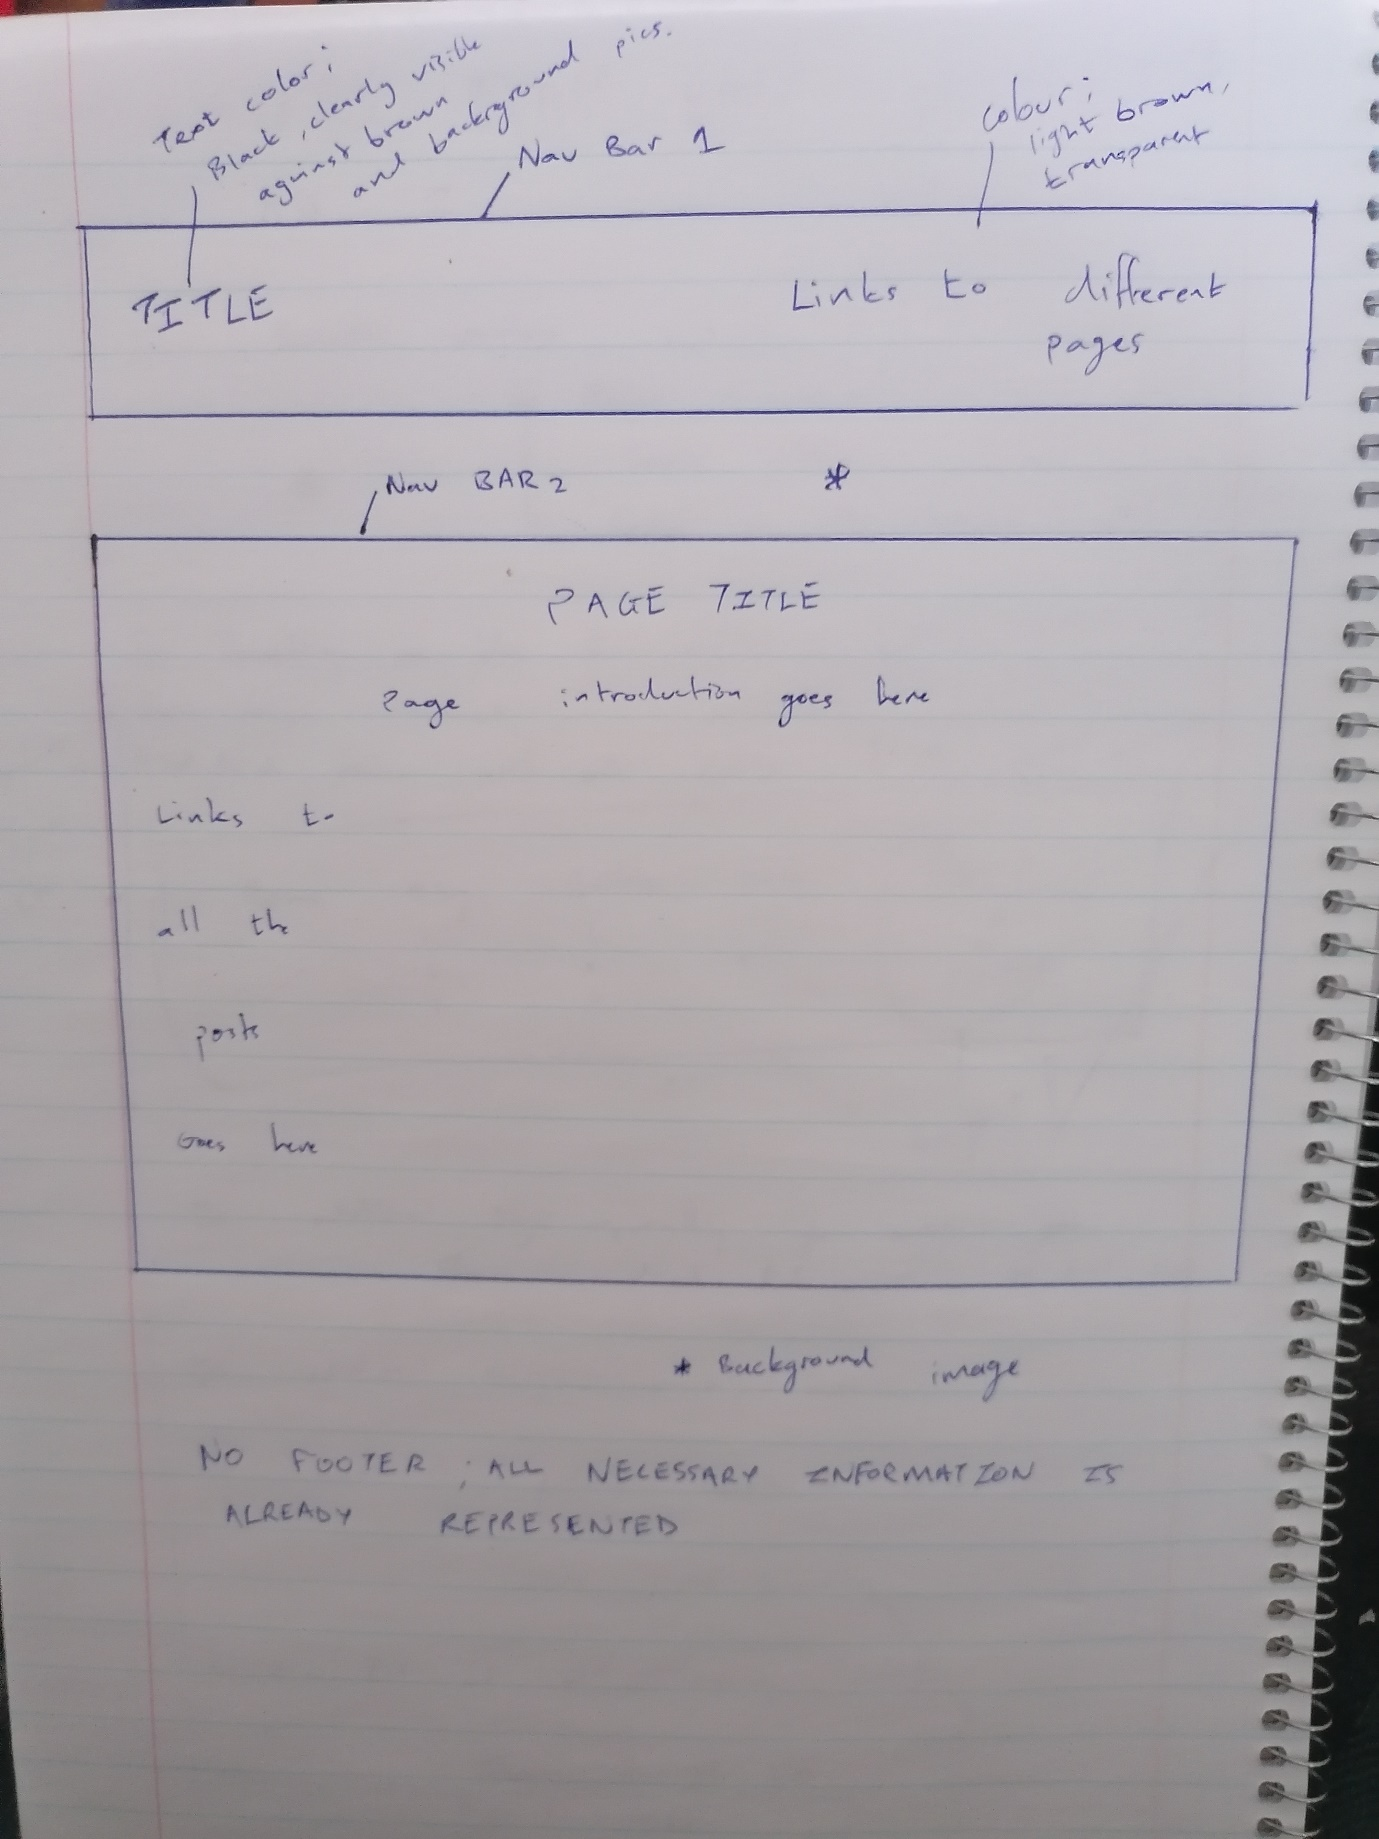 Text color;
Black, clearly visible
against brown
and background pics.
Nav Bar 1
colour;
light brown,
transparent
TITLE
Links to different
pages
Nav BAR 2
*
PAGE TITLE
Page introduction goes here
Links to
all the
posts
Goes here
* Background image
NO FOOTER; ALL NECESSARY INFORMATION IS
ALREADY REPRESENTED